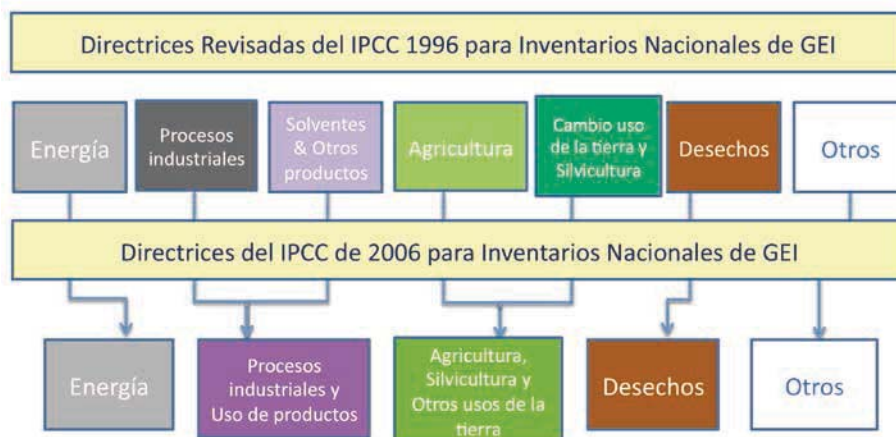 Directrices Revisadas del IPCC 1996 para Inventarios Nacionales de GEI
Energía
Procesos
industriales
Solventes
& Otros
productos
Agricultura
Cambio uso
de la tierra y
Silvicultura
Desechos
Otros
Directrices del IPCC de 2006 para Inventarios Nacionales de GEI
Energía
Procesos
industriales y
Uso de productos
Agricultura,
Silvicultura y
Otros usos de la
tierra
Desechos
Otros